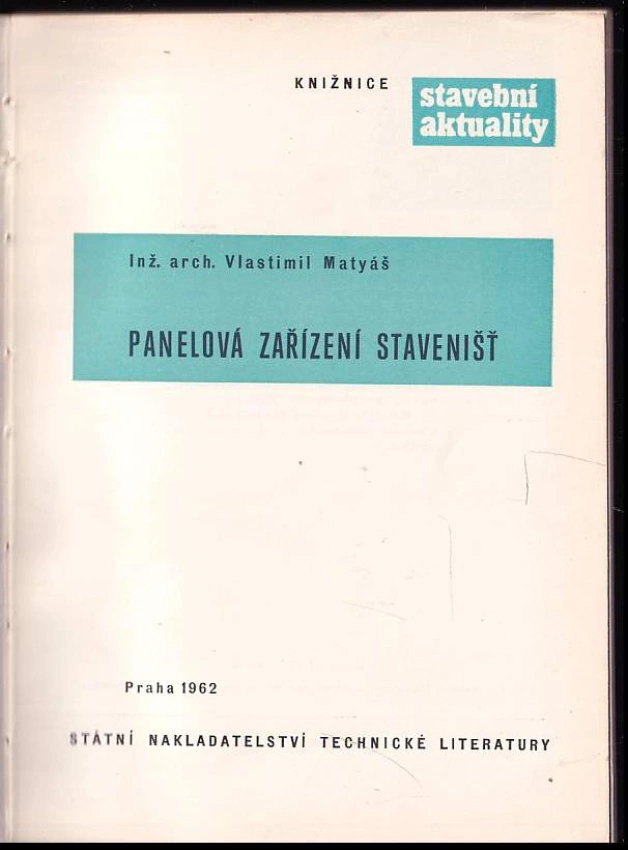 KNIŽNICE
stavební
aktuality
Inž. arch. Vlastimil Matyáš
PANELOVÁ ZAŘÍZENÍ STAVENIŠŤ
Praha 1962
STÁTNÍ NAKLADATELSTVÍ TECHNICKÉ LITERATURY